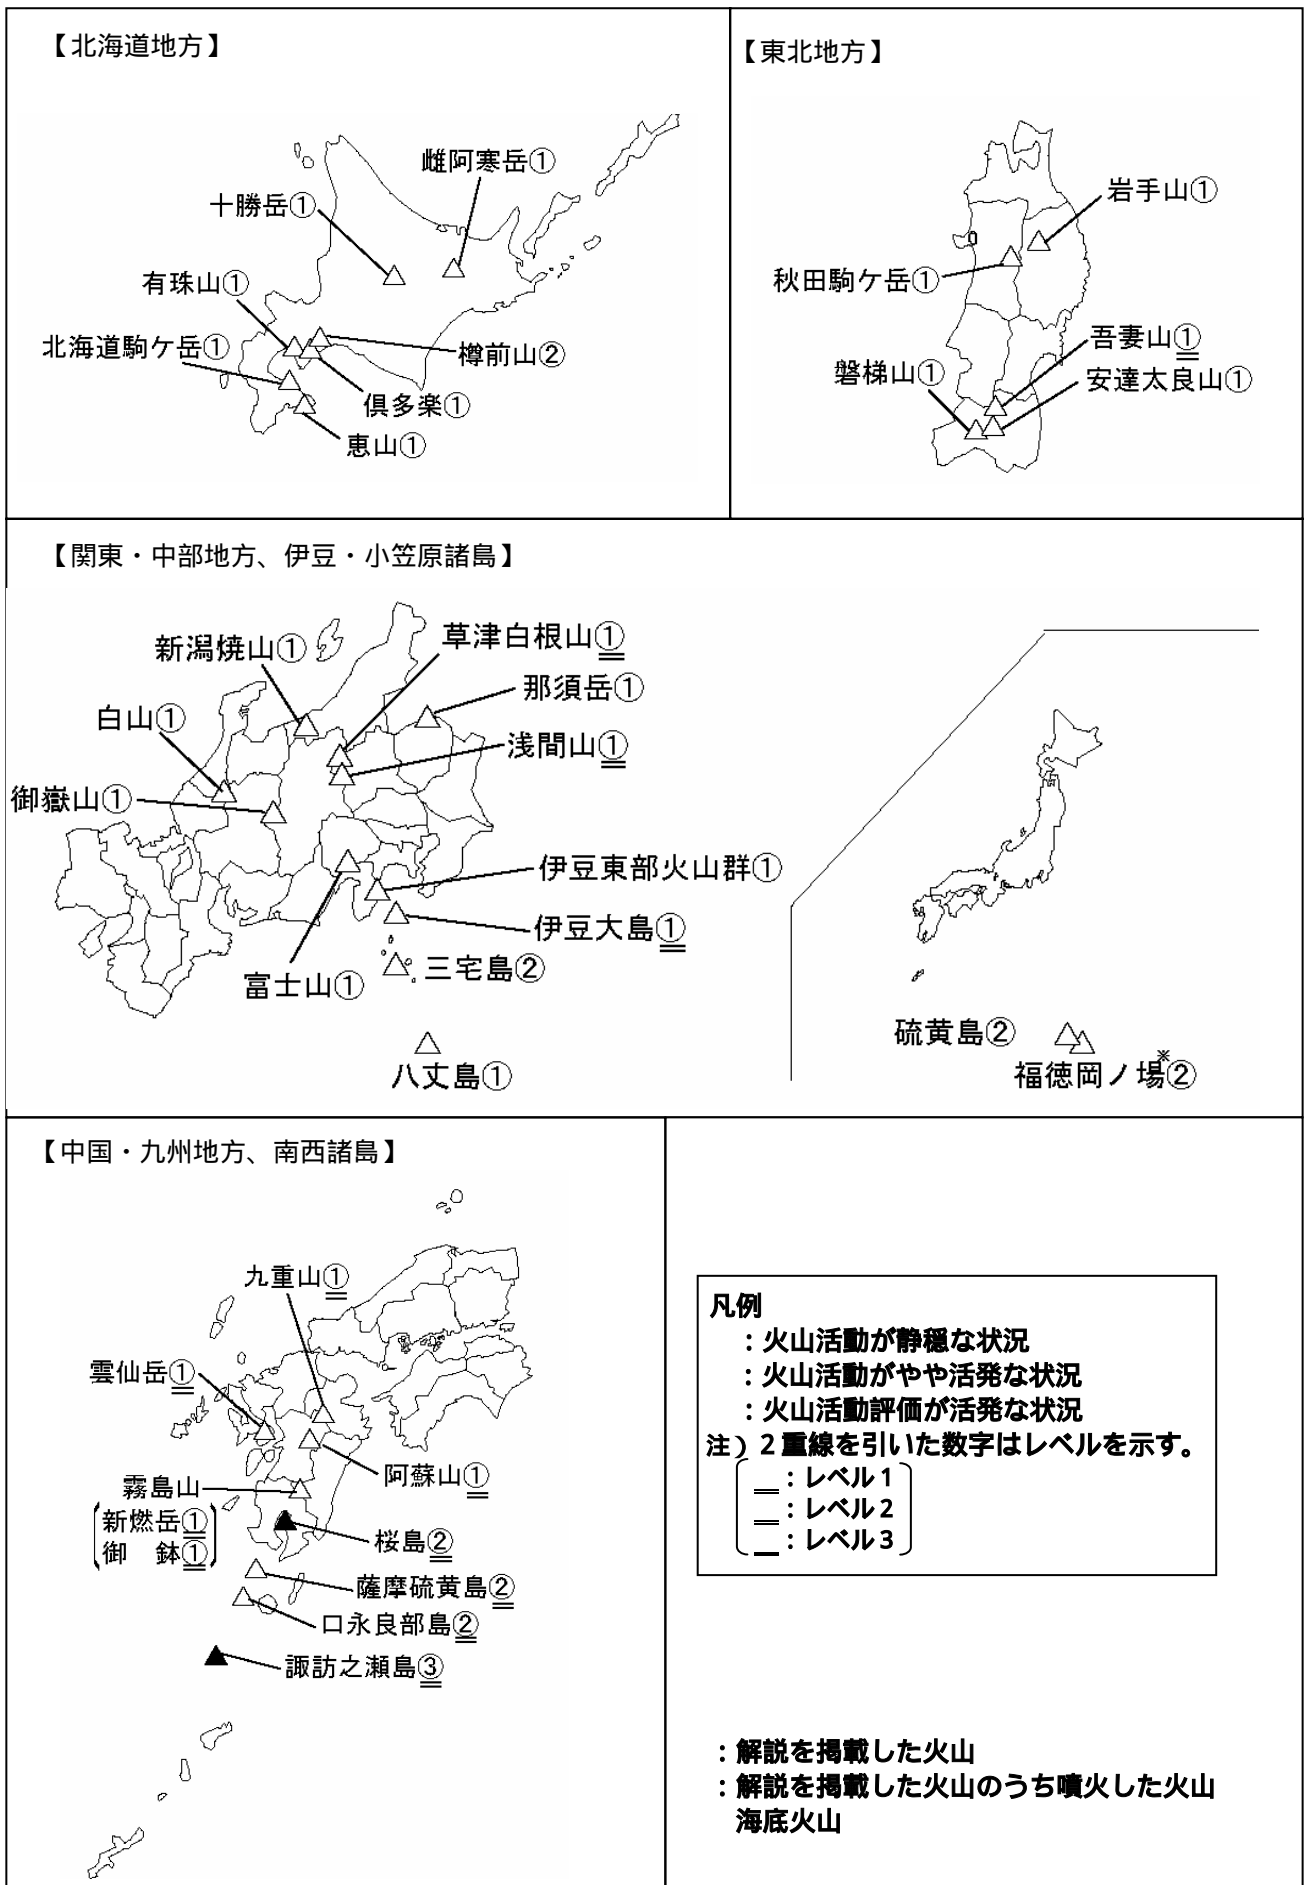 【北海道地方】
雌阿寒岳①
十勝岳①
有珠山①
北海道駒ケ岳①
樽前山②
倶多楽①
恵山①
【東北地方】
岩手山①
秋田駒ケ岳①
吾妻山①
磐梯山①
安達太良山①
【関東・中部地方、伊豆・小笠原諸島】
草津白根山①
新潟焼山①
那須岳①
白山①
浅間山①
御嶽山①
伊豆東部火山群①
伊豆大島①
三宅島②
富士山①
八丈島①
硫黄島②
※
福徳岡ノ場②
【中国・九州地方、南西諸島】
九重山①
雲仙岳①
阿蘇山①
霧島山
新燃岳①
御 鉢①
桜島②
薩摩硫黄島②
口永良部島②
諏訪之瀬島③
凡例
：火山活動が静穏な状況
：火山活動がやや活発な状況
：火山活動評価が活発な状況
注）２重線を引いた数字はレベルを示す。
：レベル1
：レベル2
：レベル3
：解説を掲載した火山
：解説を掲載した火山のうち噴火した火山
海底火山